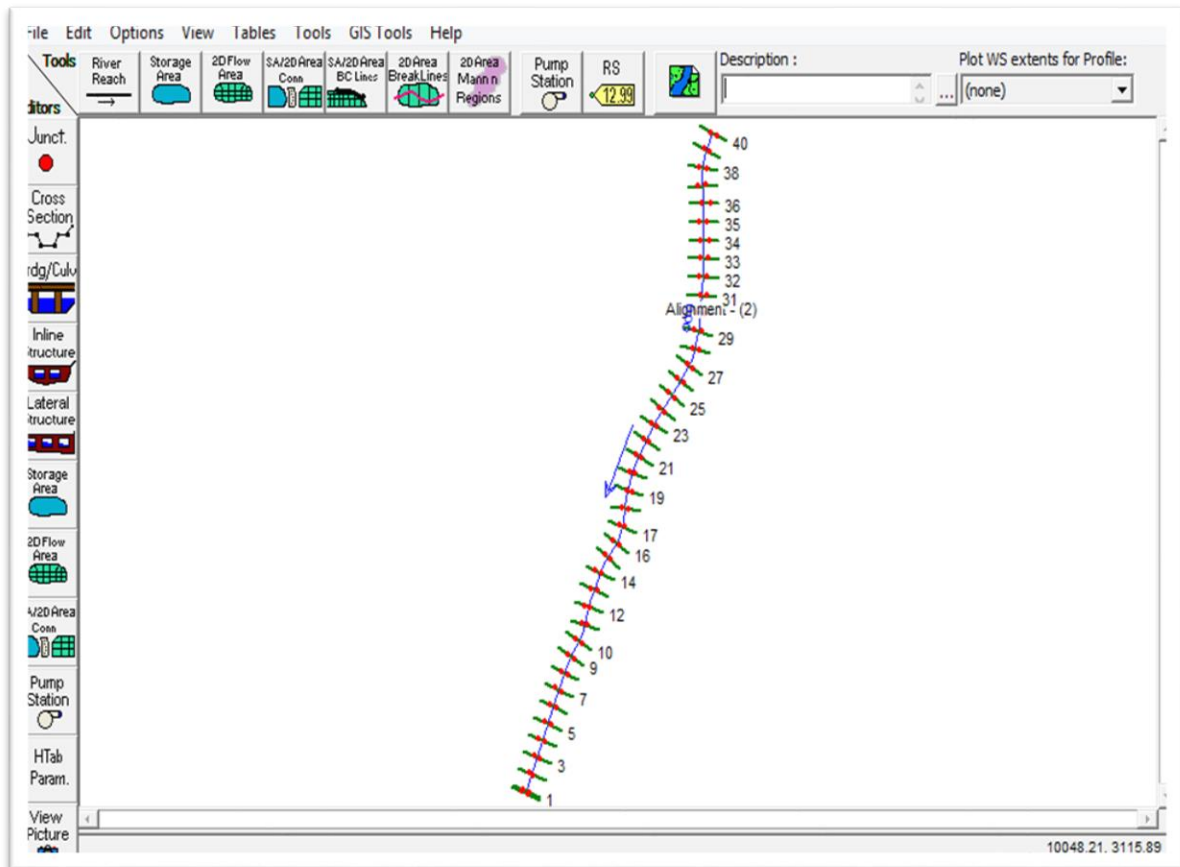 File Edit Options View Tables Tools GIS Tools Help
Tools
River Reach
Storage Area
2D Flow Area
SA/2D Area Conn
SA/2D Area BC Lines
2D Area BreakLines
2D Area Mann n Regions
Pump Station
RS
12.99
Description :
...
Plot WS extents for Profile:
(none)
ditors
Junct.
Cross Section
rdg/Culv
Inline tructure
Lateral tructure
Storage Area
2D Flow Area
A/2D Area Conn
Pump Station
HTab Param.
View Picture
40
38
36
35
34
33
32
31
Alignment - (2)
29
27
25
23
21
19
17
16
14
12
10
9
7
5
3
1
10048.21, 3115.89